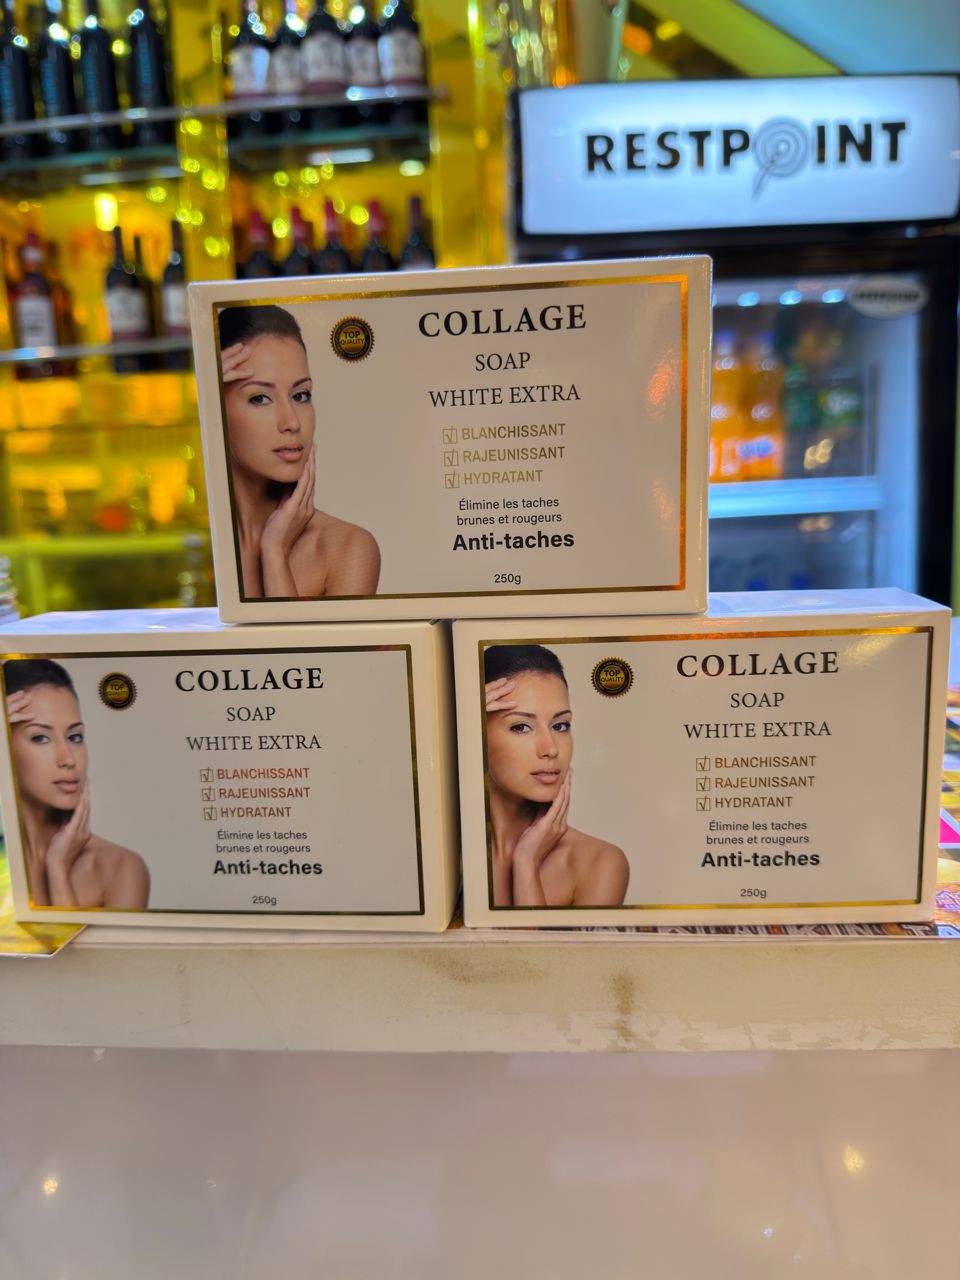 RESTPOINT
COLLAGE
TOP
QUALITY
SOAP
WHITE EXTRA
BLANCHISSANT
RAJEUNISSANT
HYDRATANT
Élimine les taches
brunes et rougeurs
Anti-taches
250g
COLLAGE
TOP
QUALITY
SOAP
WHITE EXTRA
BLANCHISSANT
RAJEUNISSANT
HYDRATANT
Élimine les taches
brunes et rougeurs
Anti-taches
250g
COLLAGE
TOP
QUALITY
SOAP
WHITE EXTRA
BLANCHISSANT
RAJEUNISSANT
HYDRATANT
Élimine les taches
brunes et rougeurs
Anti-taches
250g